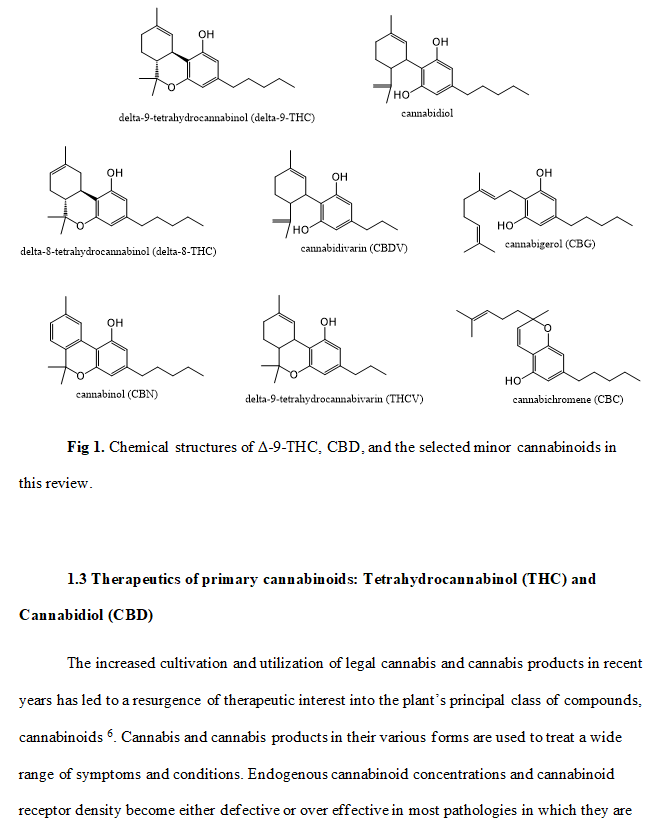 OH
O
delta-9-tetrahydrocannabinol (delta-9-THC)
OH
HO
cannabidiol
OH
O
delta-8-tetrahydrocannabinol (delta-8-THC)
OH
HO
cannabidivarin (CBDV)
OH
HO
cannabigerol (CBG)
OH
O
cannabinol (CBN)
OH
O
delta-9-tetrahydrocannabivarin (THCV)
O
HO
cannabichromene (CBC)
Fig 1. Chemical structures of Δ-9-THC, CBD, and the selected minor cannabinoids in
this review.
1.3 Therapeutics of primary cannabinoids: Tetrahydrocannabinol (THC) and
Cannabidiol (CBD)
The increased cultivation and utilization of legal cannabis and cannabis products in recent
years has led to a resurgence of therapeutic interest into the plant's principal class of compounds,
cannabinoids 6. Cannabis and cannabis products in their various forms are used to treat a wide
range of symptoms and conditions. Endogenous cannabinoid concentrations and cannabinoid
receptor density become either defective or over effective in most pathologies in which they are